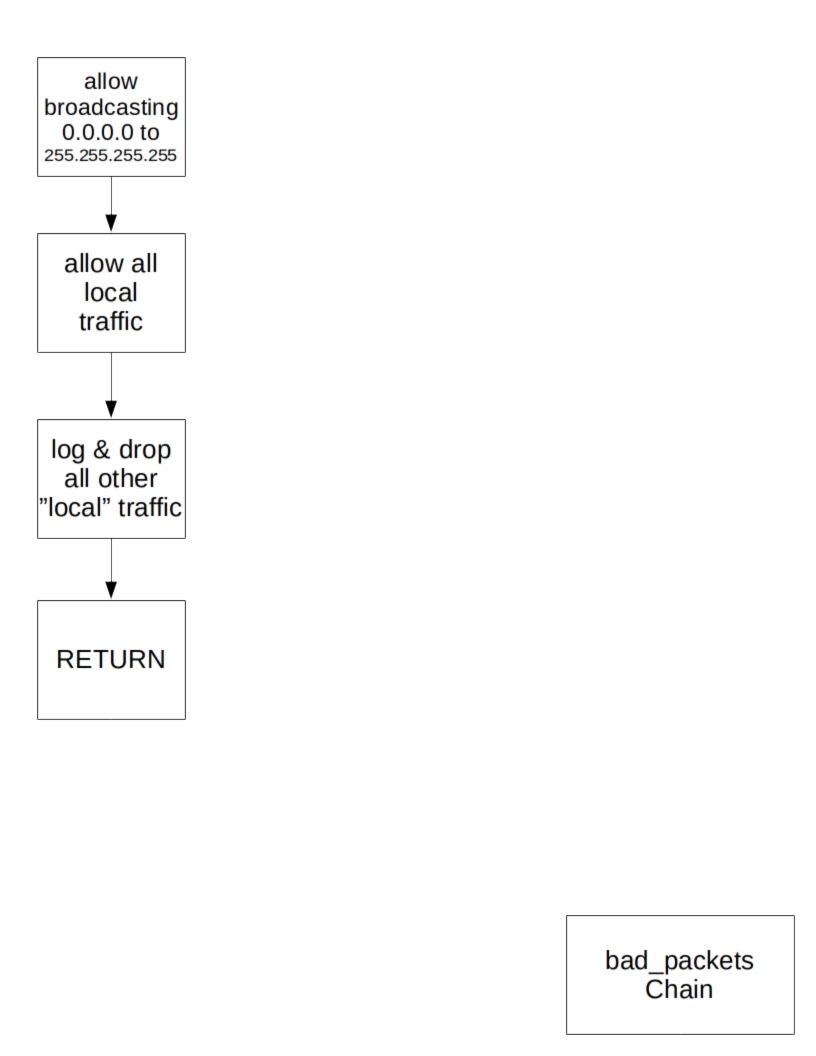 allow
broadcasting
0.0.0.0 to
255.255.255.255
allow all
local
traffic
log & drop
all other
”local” traffic
RETURN
bad_packets
Chain